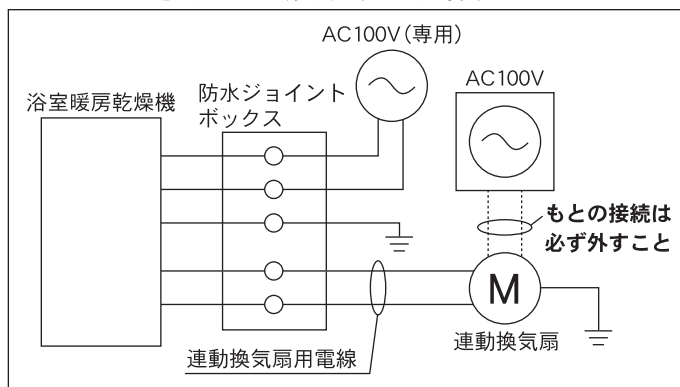 AC100V(専用)
AC100V
浴室暖房乾燥機
防水ジョイント
ボックス
もとの接続は
必ず外すこと
M
連動換気扇
連動換気扇用電線